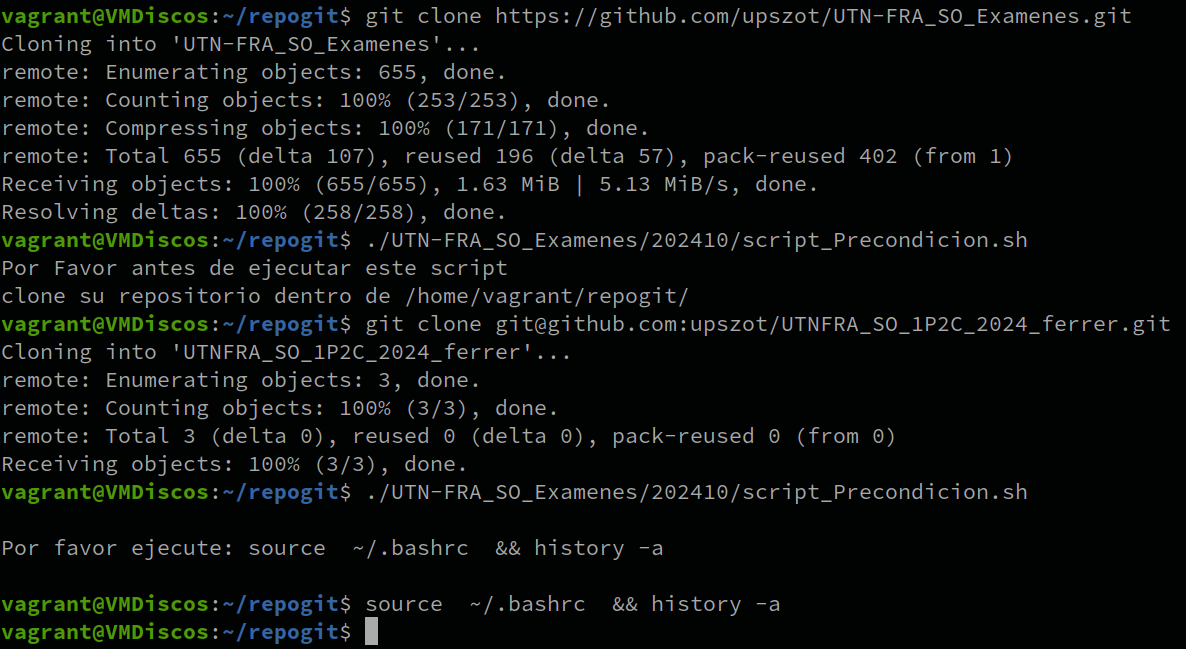 vagrant@VMDiscos:~/repogit$ git clone https://github.com/upszot/UTN-FRA_SO_Examenes.git
Cloning into 'UTN-FRA_SO_Examenes'...
remote: Enumerating objects: 655, done.
remote: Counting objects: 100% (253/253), done.
remote: Compressing objects: 100% (171/171), done.
remote: Total 655 (delta 107), reused 196 (delta 57), pack-reused 402 (from 1)
Receiving objects: 100% (655/655), 1.63 MiB | 5.13 MiB/s, done.
Resolving deltas: 100% (258/258), done.
vagrant@VMDiscos:~/repogit$ ./UTN-FRA_SO_Examenes/202410/script_Precondicion.sh
Por Favor antes de ejecutar este script
clone su repositorio dentro de /home/vagrant/repogit/
vagrant@VMDiscos:~/repogit$ git clone git@github.com:upszot/UTNFRA_SO_1P2C_2024_ferrer.git
Cloning into 'UTNFRA_SO_1P2C_2024_ferrer'...
remote: Enumerating objects: 3, done.
remote: Counting objects: 100% (3/3), done.
remote: Total 3 (delta 0), reused 0 (delta 0), pack-reused 0 (from 0)
Receiving objects: 100% (3/3), done.
vagrant@VMDiscos:~/repogit$ ./UTN-FRA_SO_Examenes/202410/script_Precondicion.sh
Por favor ejecute: source  ~/.bashrc  && history -a
vagrant@VMDiscos:~/repogit$ source  ~/.bashrc  && history -a
vagrant@VMDiscos:~/repogit$